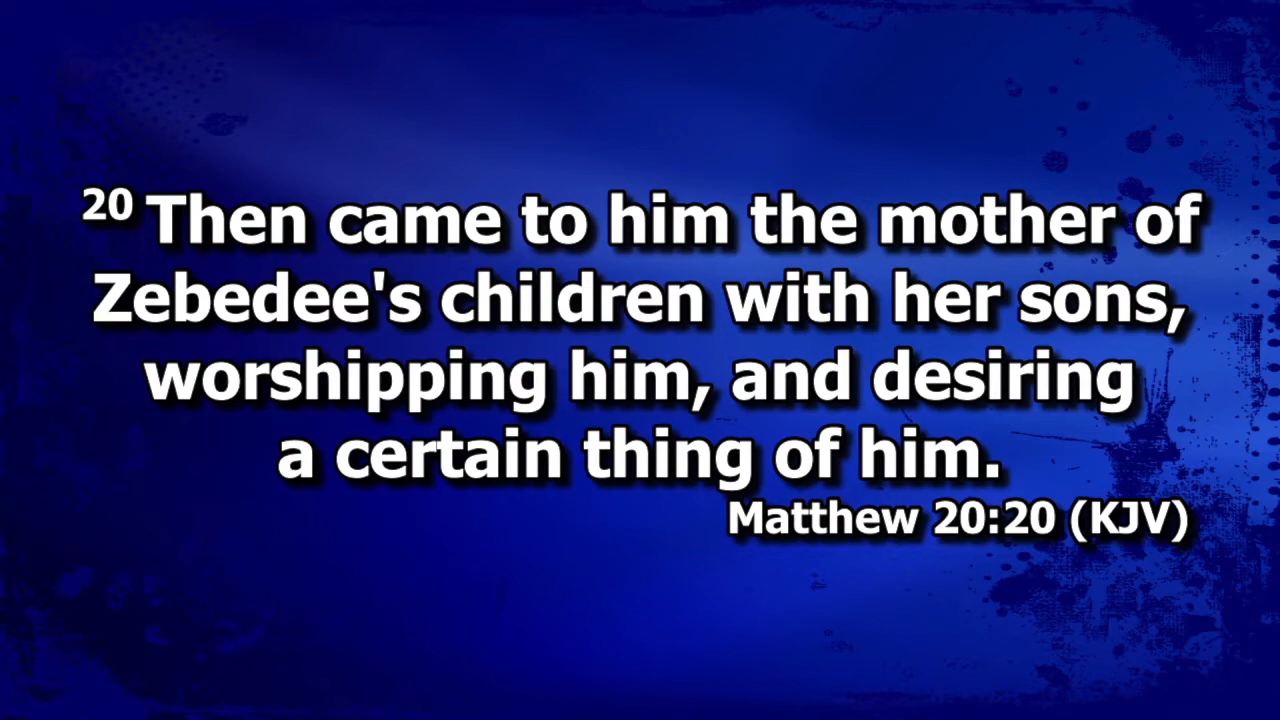 20 Then came to him the mother of
Zebedee's children with her sons,
worshipping him, and desiring
a certain thing of him.
Matthew 20:20 (KJV)